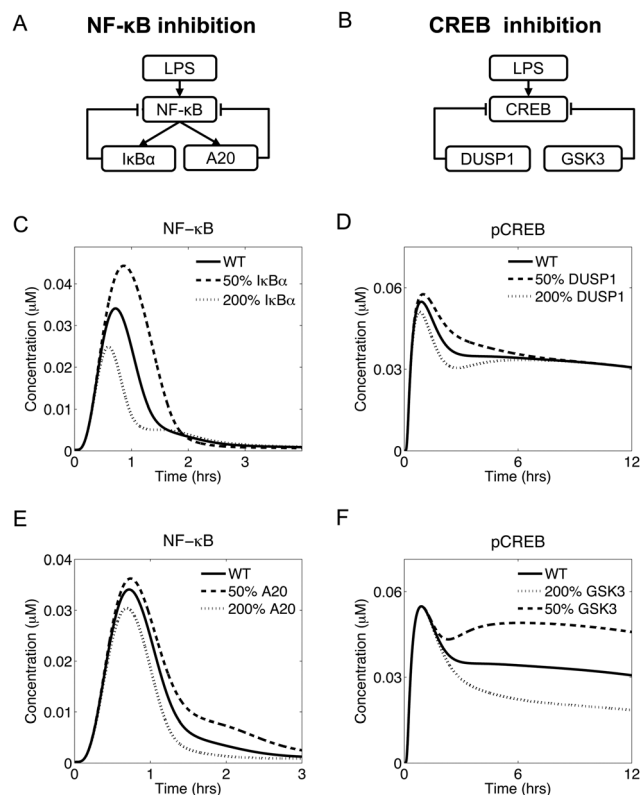 A
NF-κB inhibition
LPS
NF-κB
IκBα
A20
B
CREB inhibition
LPS
CREB
DUSP1
GSK3
C
NF−κB
WT
50% IκBα
200% IκBα
Concentration (μM)
0.04
0.03
0.02
0.01
0
0
1
2
3
Time (hrs)
D
pCREB
WT
50% DUSP1
200% DUSP1
Concentration (μM)
0.06
0.03
0
0
6
12
Time (hrs)
E
NF−κB
WT
50% A20
200% A20
Concentration (μM)
0.04
0.03
0.02
0.01
0
0
1
2
3
Time (hrs)
F
pCREB
WT
200% GSK3
50% GSK3
Concentration (μM)
0.06
0.03
0
0
6
12
Time (hrs)